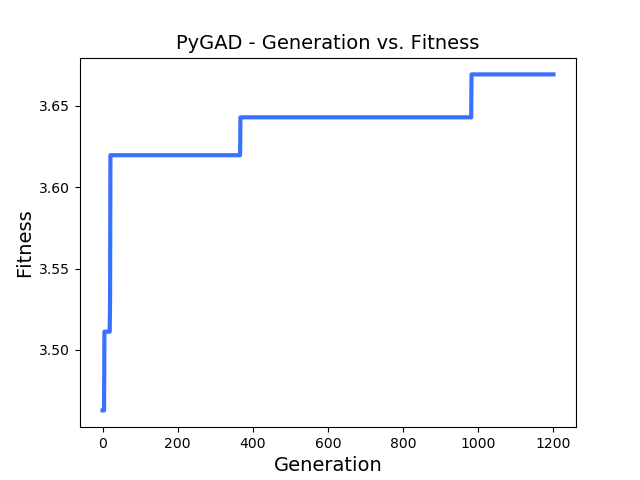 PyGAD - Generation vs. Fitness
3.65
3.60
3.55
3.50
Fitness
0 200 400 600 800 1000 1200
Generation